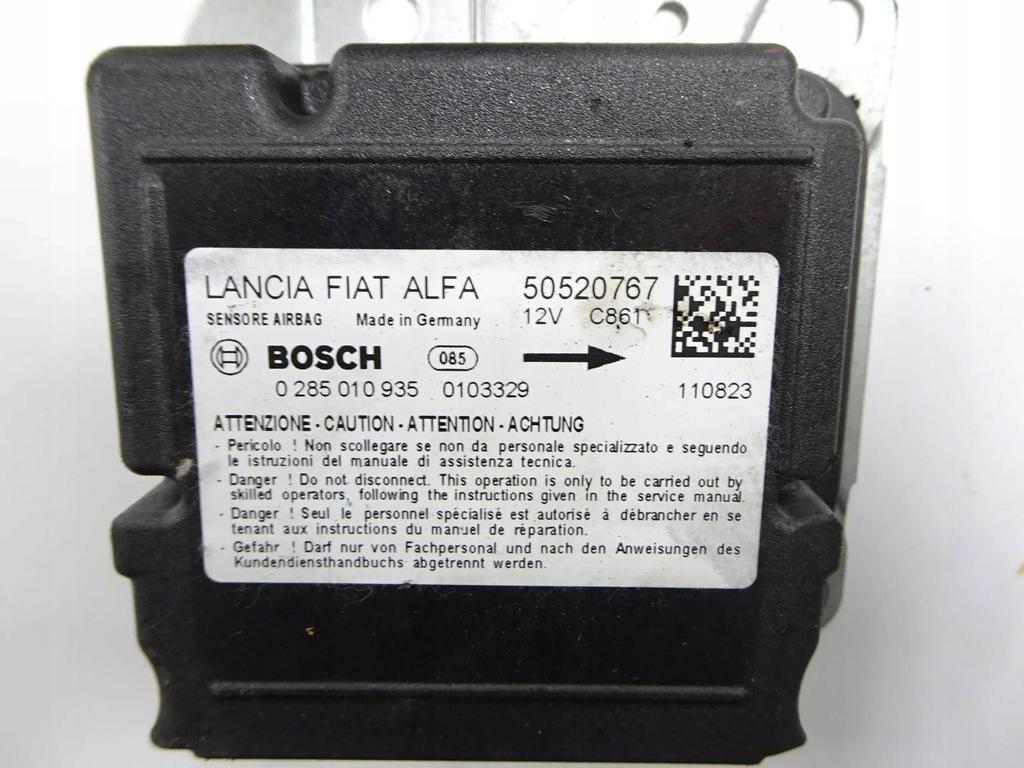 LANCIA FIAT ALFA 50520767
SENSORE AIRBAG Made in Germany 12V C861
BOSCH 085
0 285 010 935 0103329 110823
ATTENZIONE - CAUTION - ATTENTION - ACHTUNG
- Pericolo ! Non scollegare se non da personale specializzato e seguendo
le istruzioni del manuale di assistenza tecnica.
- Danger ! Do not disconnect. This operation is only to be carried out by
skilled operators, following the instructions given in the service manual.
- Danger ! Seul le personnel spécialisé est autorisé à débrancher en se
tenant aux instructions du manuel de réparation.
- Gefahr ! Darf nur von Fachpersonal und nach den Anweisungen des
Kundendiensthandbuchs abgetrennt werden.